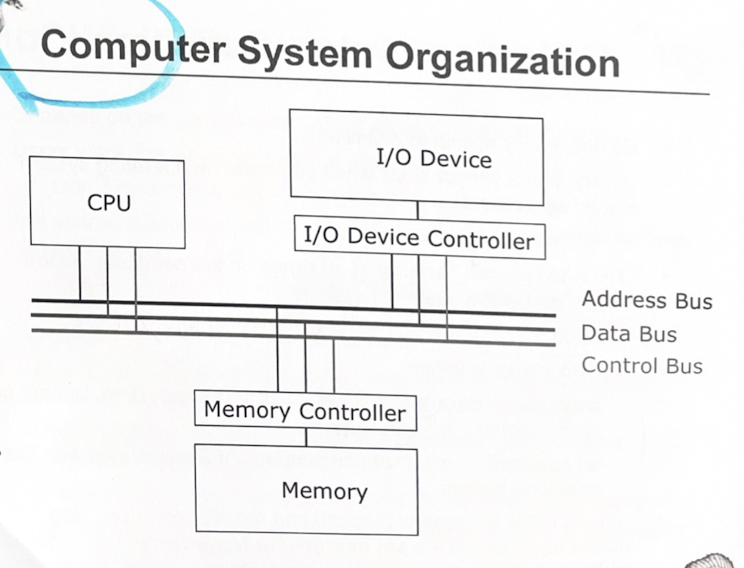 Computer System Organization
I/O Device
CPU
I/O Device Controller
Address Bus
Data Bus
Control Bus
Memory Controller
Memory